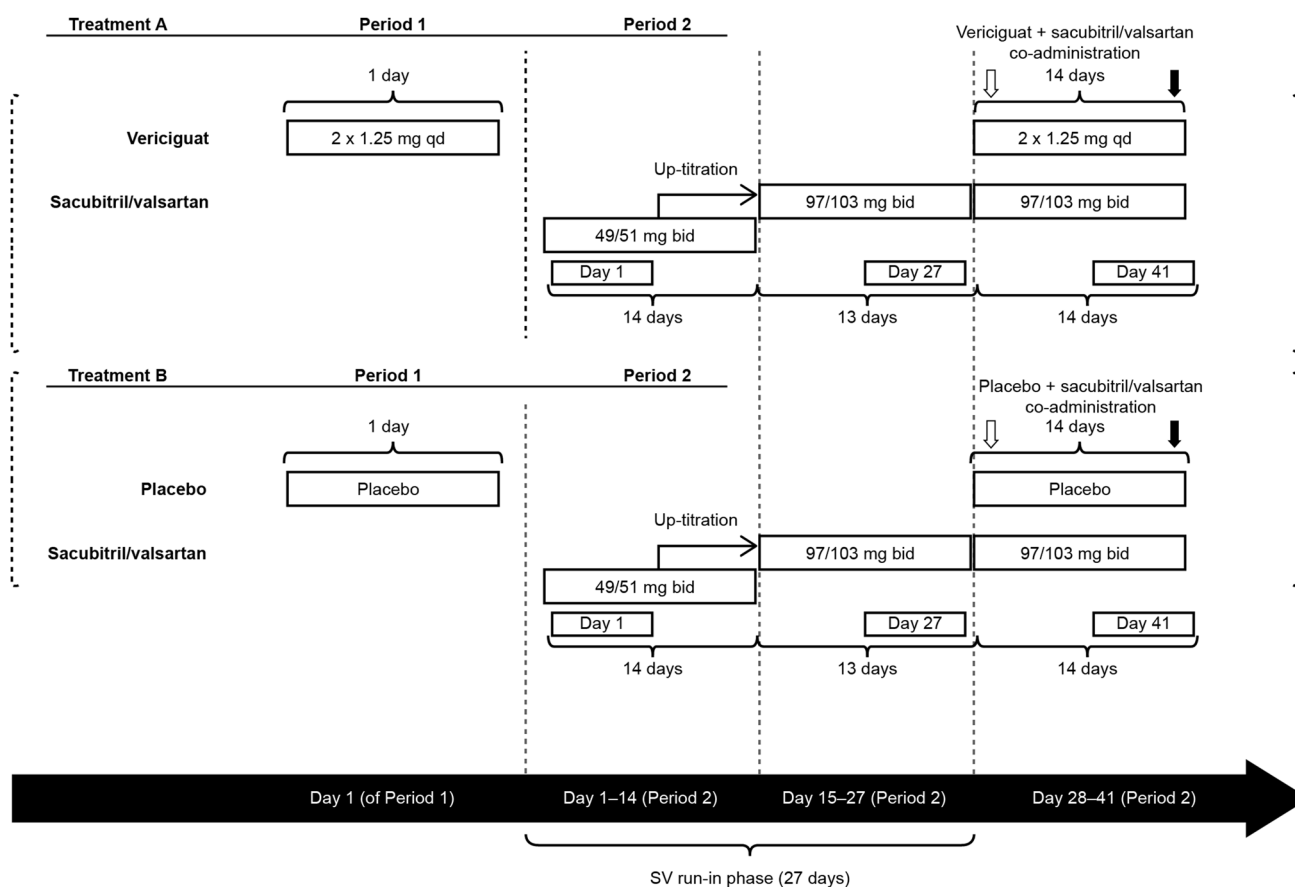 Treatment A Period 1 Period 2
Vericiguat + sacubitril/valsartan
co-administration
1 day 14 days
Vericiguat 2 x 1.25 mg qd 2 x 1.25 mg qd
Up-titration
Sacubitril/valsartan 97/103 mg bid 97/103 mg bid
49/51 mg bid
Day 1 Day 27 Day 41
14 days 13 days 14 days
Treatment B Period 1 Period 2
Placebo + sacubitril/valsartan
co-administration
1 day 14 days
Placebo Placebo Placebo
Up-titration
Sacubitril/valsartan 97/103 mg bid 97/103 mg bid
49/51 mg bid
Day 1 Day 27 Day 41
14 days 13 days 14 days
Day 1 (of Period 1) Day 1–14 (Period 2) Day 15–27 (Period 2) Day 28–41 (Period 2)
SV run-in phase (27 days)